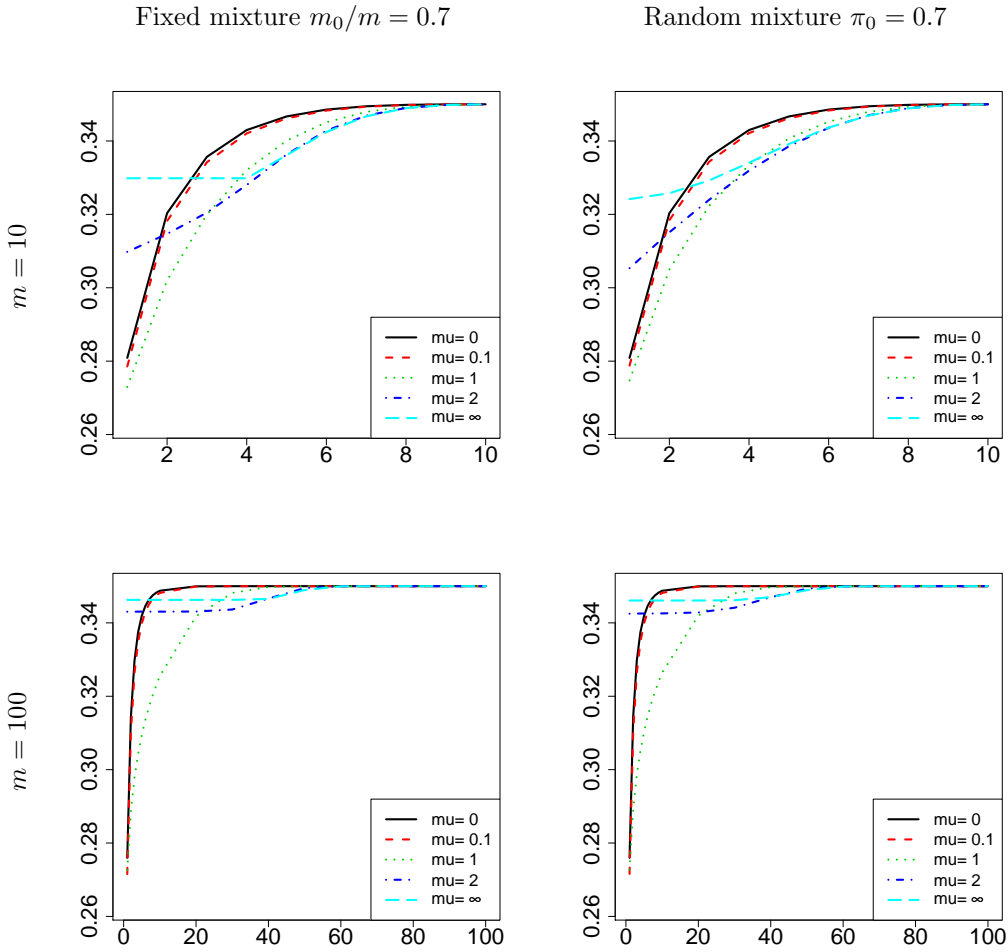 Fixed mixture m₀/m = 0.7
Random mixture π₀ = 0.7
m = 10
0.34
0.32
0.30
0.28
0.26
2 4 6 8 10
mu= 0
mu= 0.1
mu= 1
mu= 2
mu= ∞
0.34
0.32
0.30
0.28
0.26
2 4 6 8 10
mu= 0
mu= 0.1
mu= 1
mu= 2
mu= ∞
m = 100
0.34
0.32
0.30
0.28
0.26
0 20 40 60 80 100
mu= 0
mu= 0.1
mu= 1
mu= 2
mu= ∞
0.34
0.32
0.30
0.28
0.26
0 20 40 60 80 100
mu= 0
mu= 0.1
mu= 1
mu= 2
mu= ∞